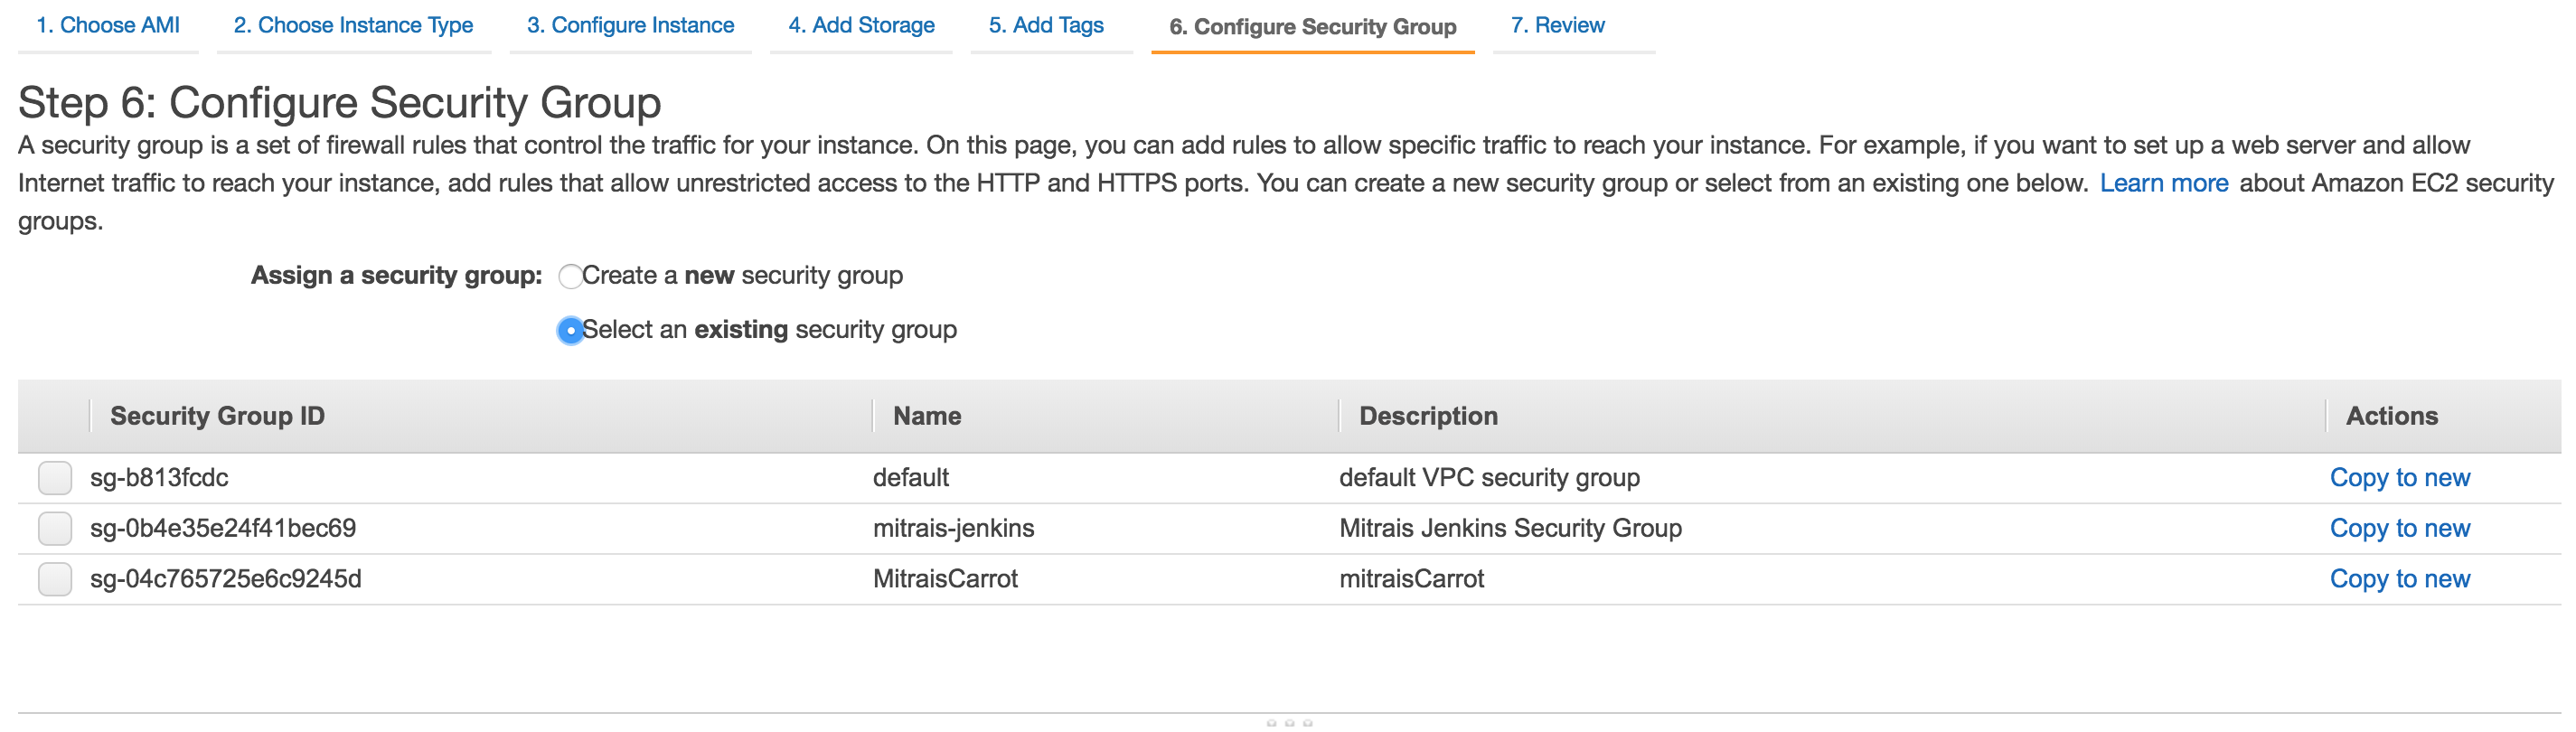 1. Choose AMI 2. Choose Instance Type 3. Configure Instance 4. Add Storage 5. Add Tags 6. Configure Security Group 7. Review
Step 6: Configure Security Group
A security group is a set of firewall rules that control the traffic for your instance. On this page, you can add rules to allow specific traffic to reach your instance. For example, if you want to set up a web server and allow
Internet traffic to reach your instance, add rules that allow unrestricted access to the HTTP and HTTPS ports. You can create a new security group or select from an existing one below. Learn more about Amazon EC2 security
groups.
Assign a security group: Create a new security group
Select an existing security group
Security Group ID Name Description Actions
sg-b813fcdc default default VPC security group Copy to new
sg-0b4e35e24f41bec69 mitrais-jenkins Mitrais Jenkins Security Group Copy to new
sg-04c765725e6c9245d MitraisCarrot mitraisCarrot Copy to new